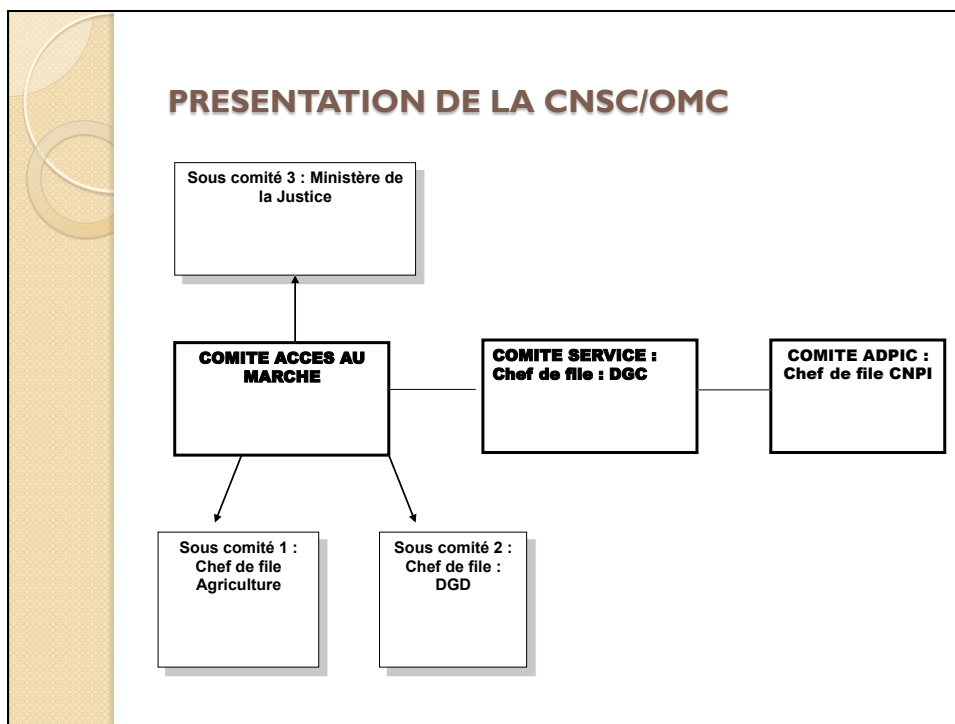 PRESENTATION DE LA CNSC/OMC
Sous comité 3 : Ministère de
la Justice
COMITE ACCES AU
MARCHE
COMITE SERVICE :
Chef de file : DGC
COMITE ADPIC :
Chef de file CNPI
Sous comité 1 :
Chef de file
Agriculture
Sous comité 2 :
Chef de file :
DGD